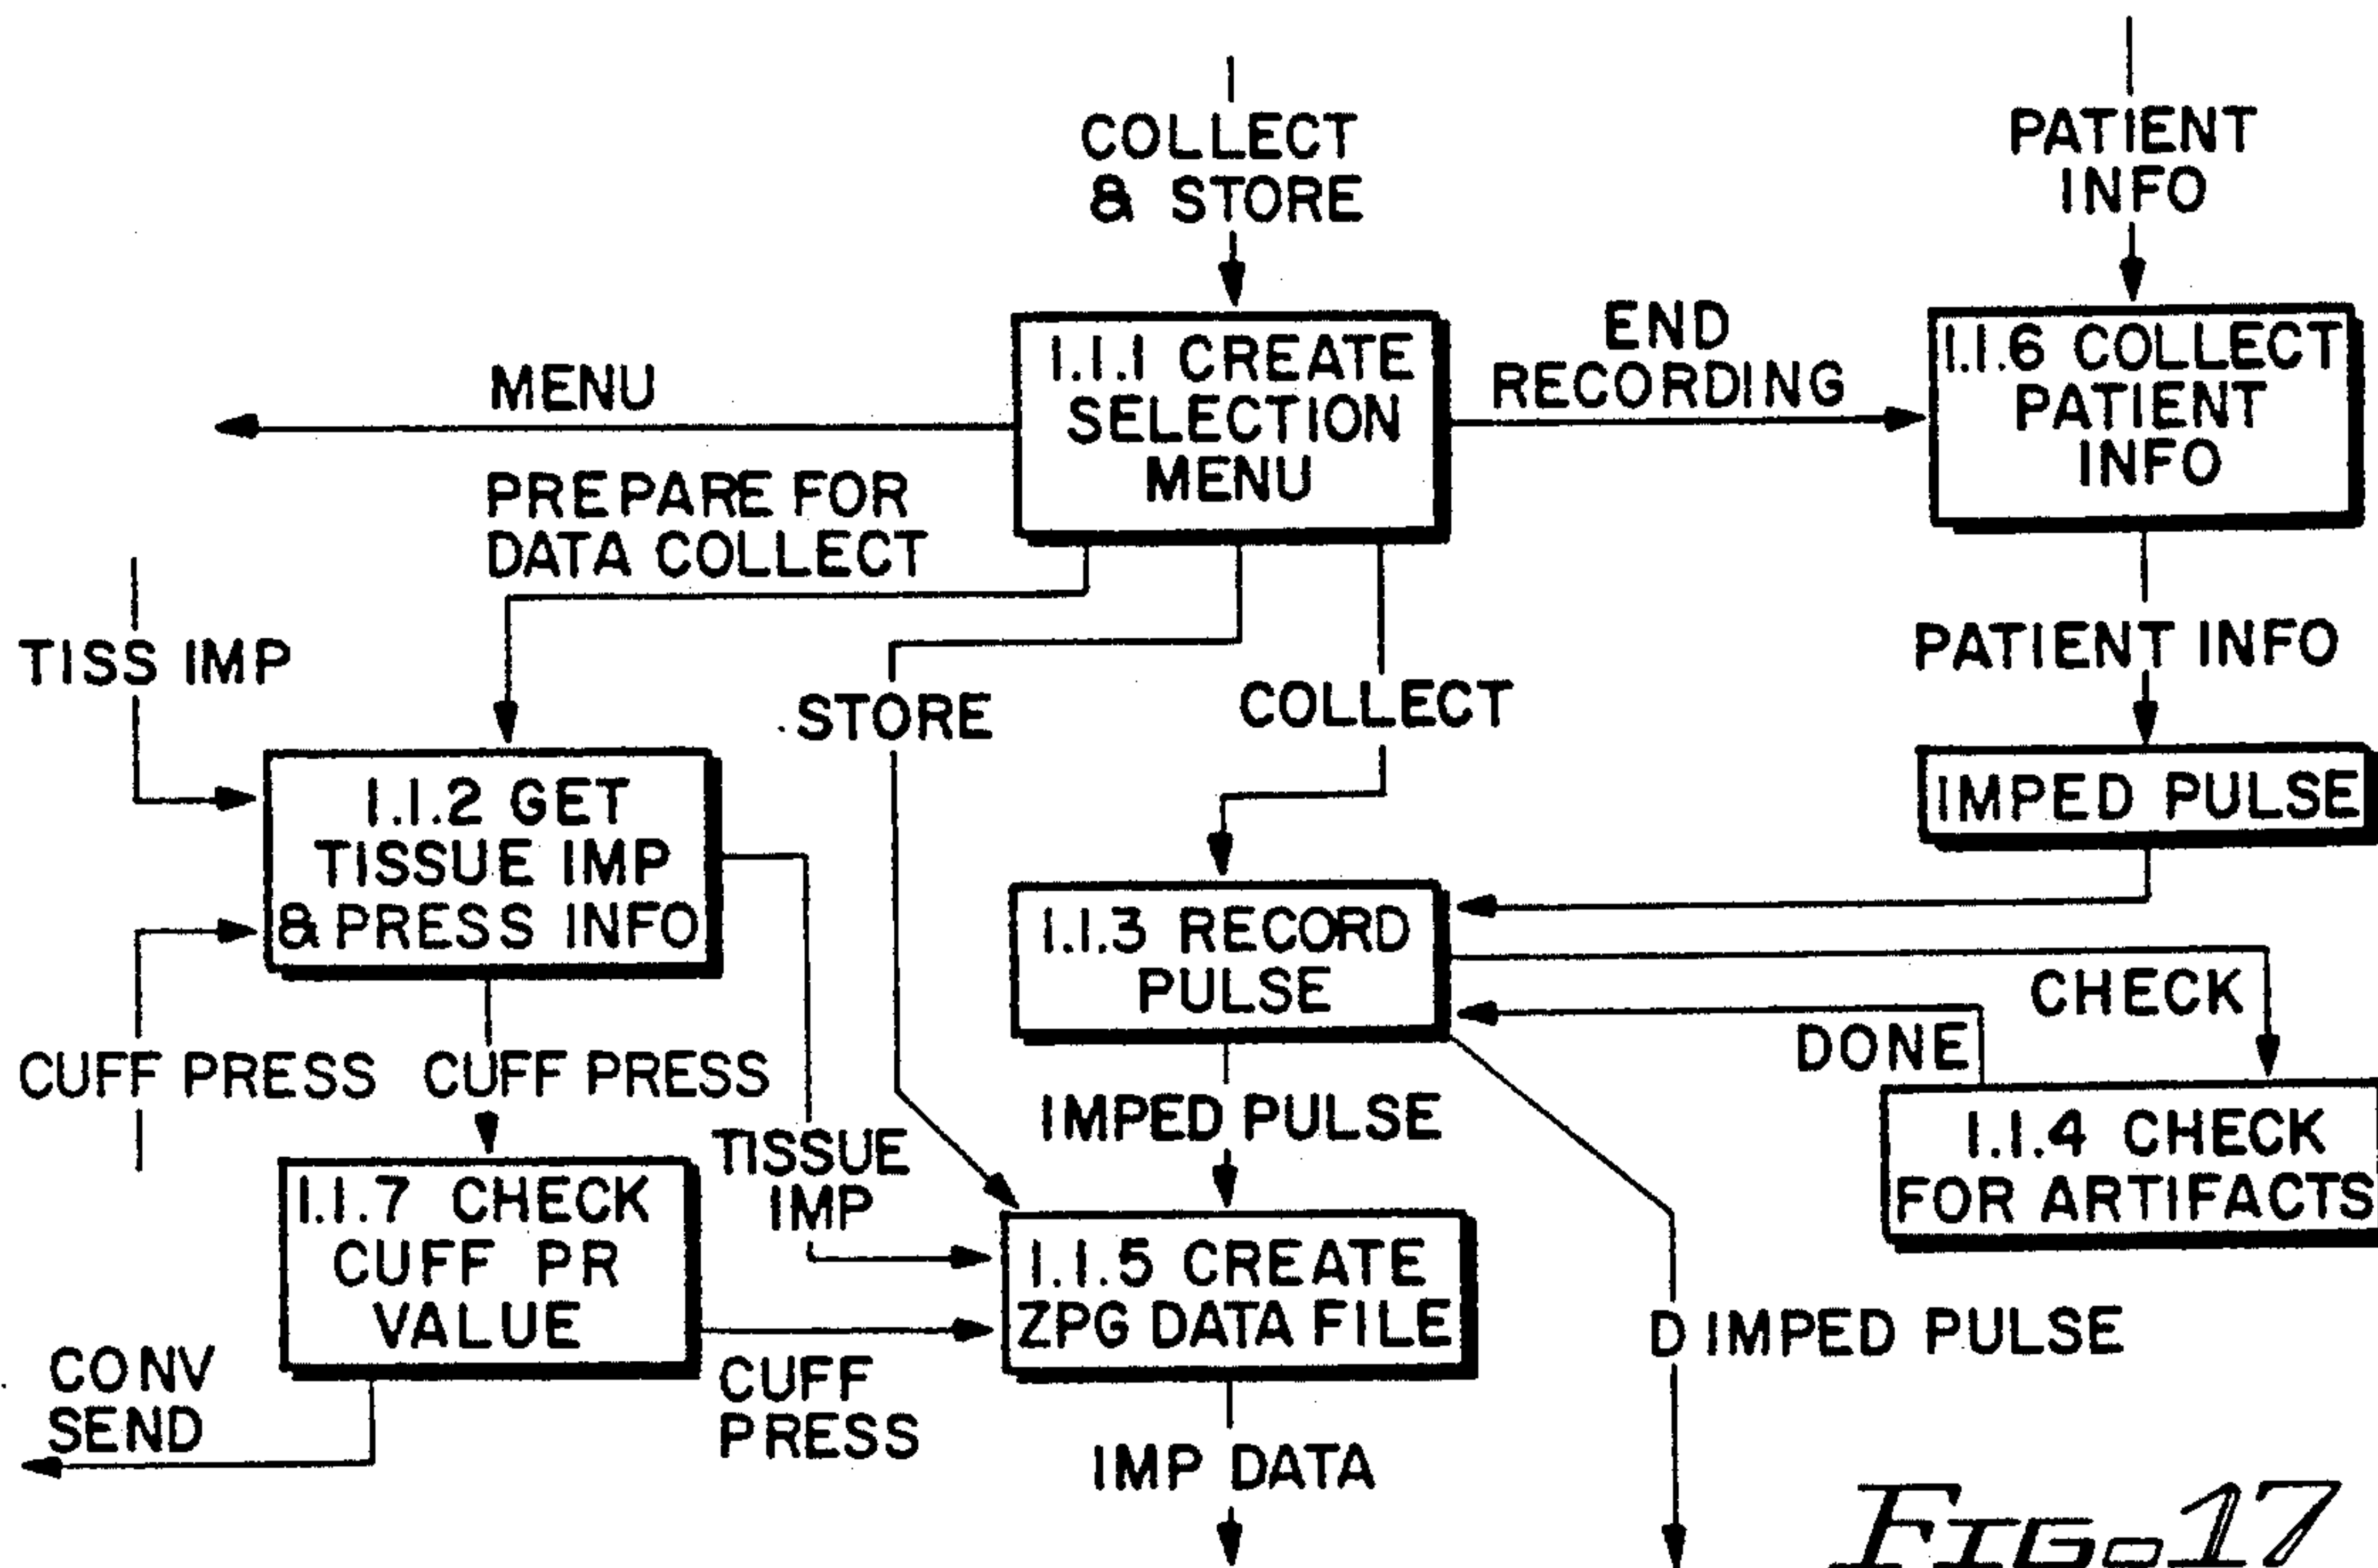 COLLECT
& STORE
PATIENT
INFO
MENU
1.1.1 CREATE
SELECTION
MENU
END
RECORDING
1.1.6 COLLECT
PATIENT
INFO
PREPARE FOR
DATA COLLECT
TISS IMP
STORE
COLLECT
PATIENT INFO
1.1.2 GET
TISSUE IMP
& PRESS INFO
IMPED PULSE
1.1.3 RECORD
PULSE
CHECK
DONE
CUFF PRESS
CUFF PRESS
TISSUE
IMP
IMPED PULSE
1.1.4 CHECK
FOR ARTIFACTS
1.1.7 CHECK
CUFF PR
VALUE
1.1.5 CREATE
ZPG DATA FILE
D IMPED PULSE
CONV
SEND
CUFF
PRESS
IMP DATA
FIG. 17